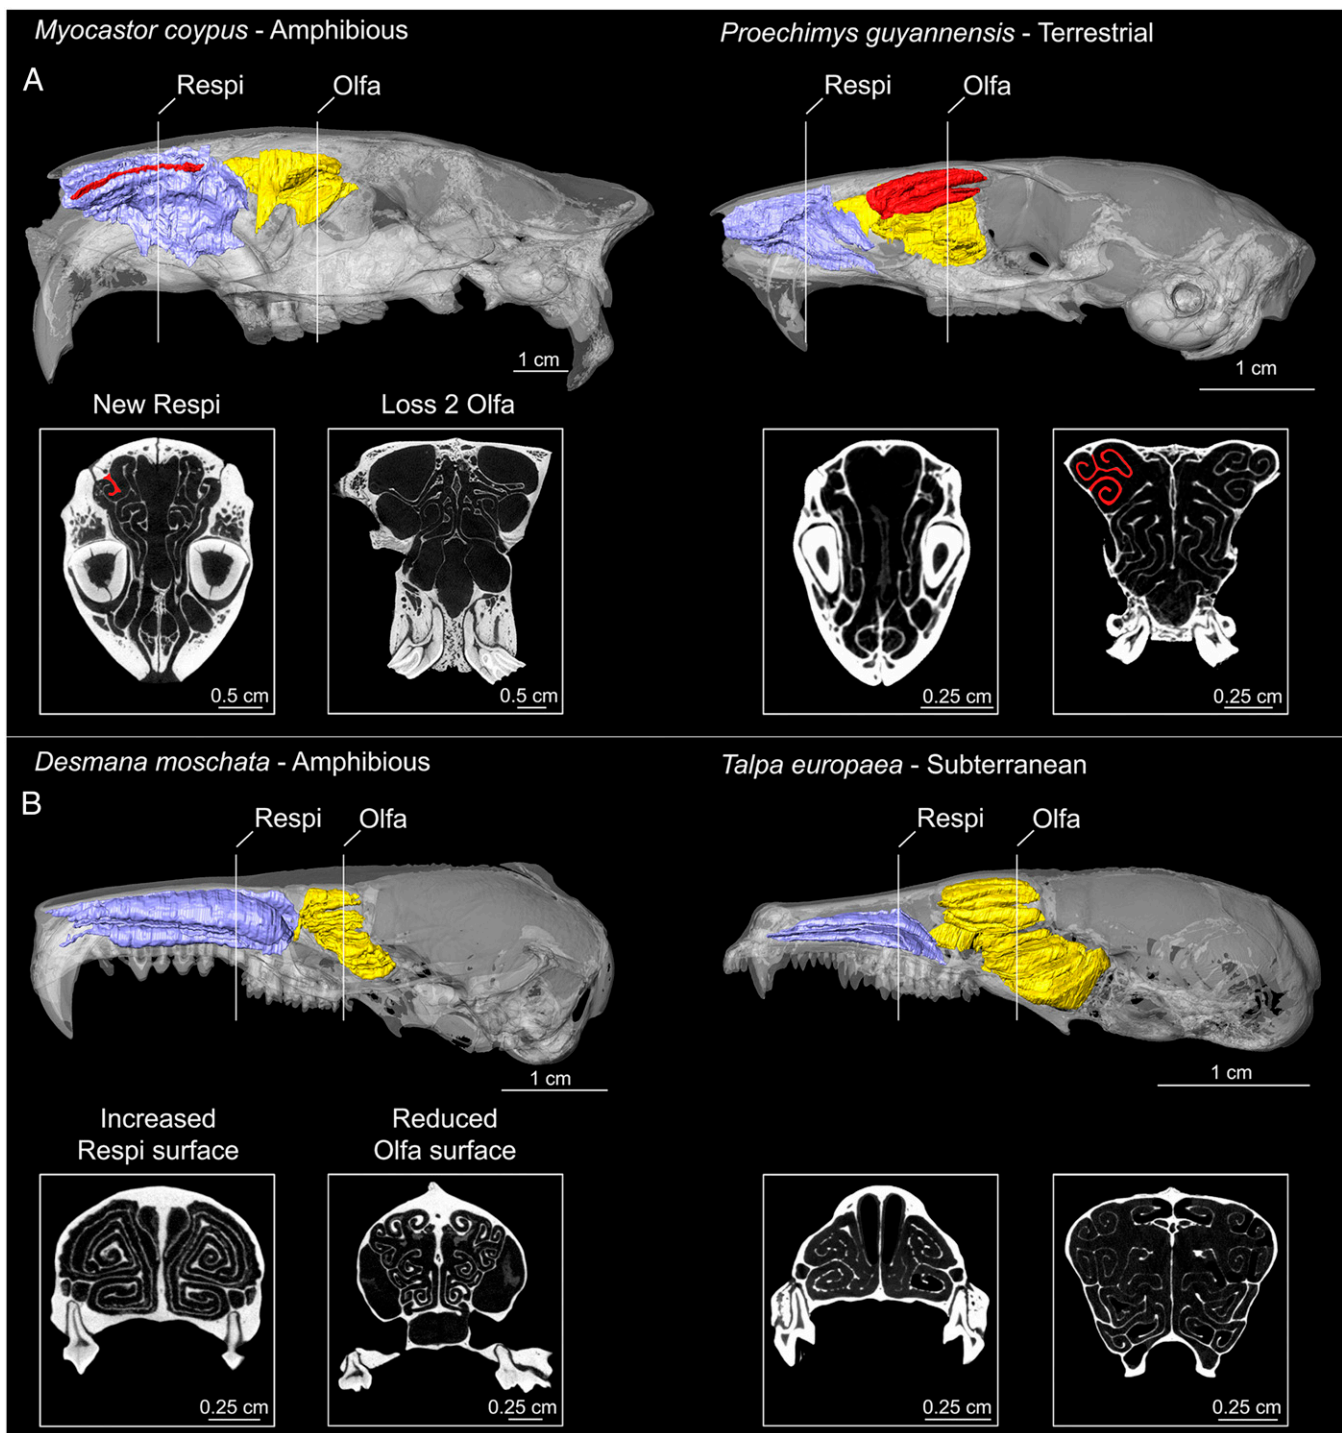 Myocastor coypus - Amphibious
Proechimys guyannensis - Terrestrial
A
Respi
Olfa
Respi
Olfa
1 cm
1 cm
New Respi
Loss 2 Olfa
0.5 cm
0.5 cm
0.25 cm
0.25 cm
Desmana moschata - Amphibious
Talpa europaea - Subterranean
B
Respi
Olfa
Respi
Olfa
1 cm
1 cm
Increased
Respi surface
Reduced
Olfa surface
0.25 cm
0.25 cm
0.25 cm
0.25 cm